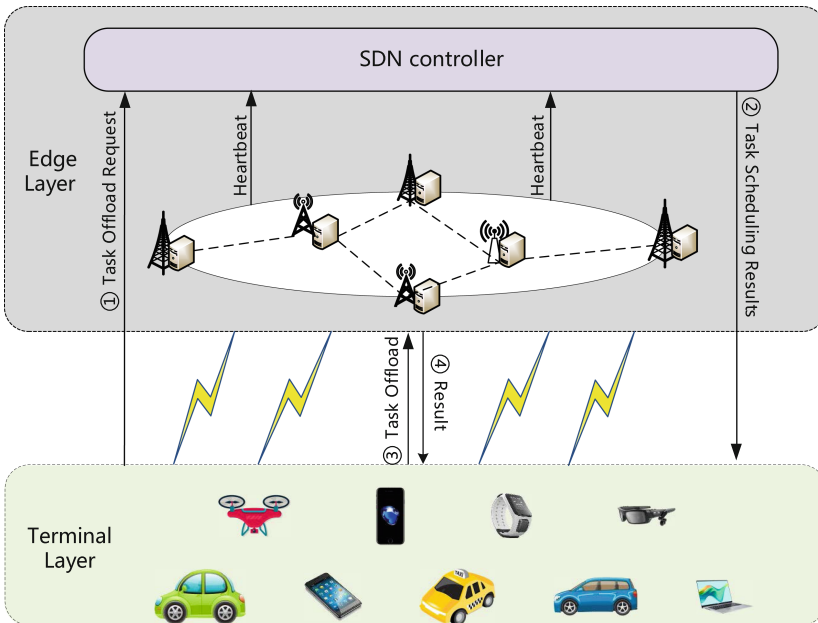 SDN controller
Edge
Layer
① Task Offload Request
Heartbeat
Heartbeat
② Task Scheduling Results
③ Task Offload
④ Result
Terminal
Layer
TAXI